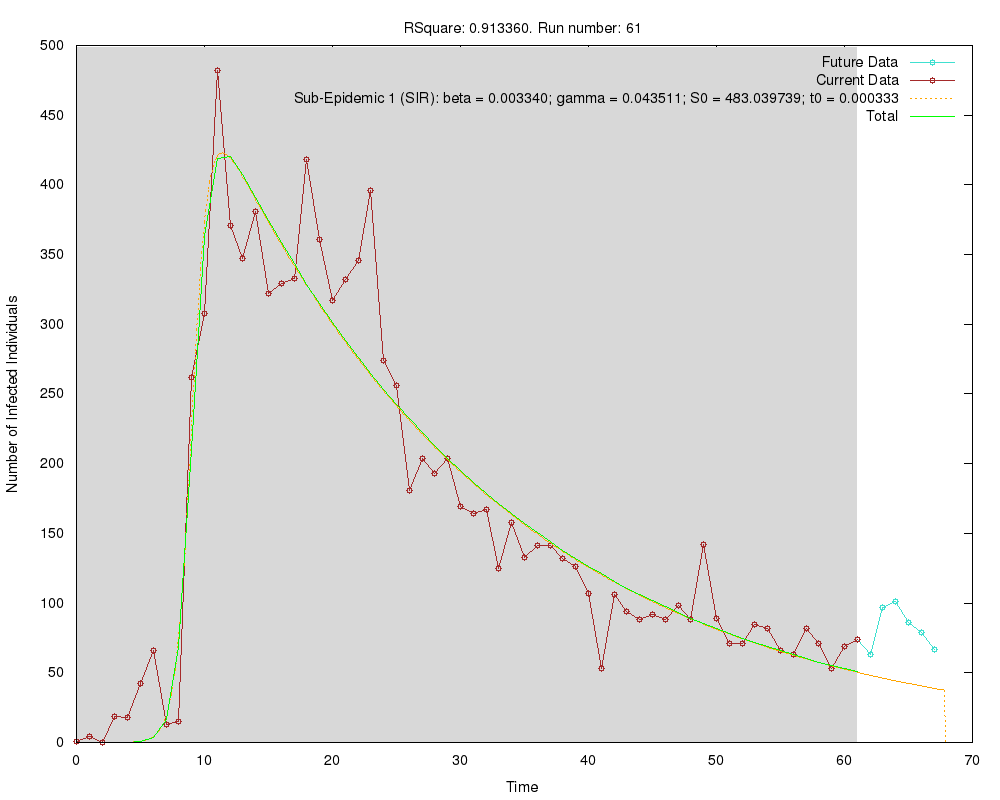 RSquare: 0.913360. Run number: 61
500
450
400
350
300
250
200
150
100
50
0
Number of Infected Individuals
Future Data
Current Data
Sub-Epidemic 1 (SIR): beta = 0.003340; gamma = 0.043511; S0 = 483.039739; t0 = 0.000333
Total
0 10 20 30 40 50 60 70
Time